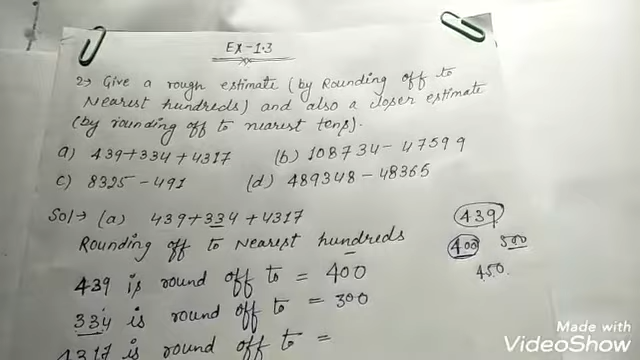 Ex-1.3
2→ Give a rough estimate (by Rounding off to
Nearest hundreds) and also a closer estimate
(by rounding off to nearest tens).
a) 439+334+4317 (b) 108734-47599
c) 8325-491 (d) 489348-48365
Sol→ (a) 439+334+4317
Rounding off to Nearest hundreds
439 is round off to = 400
334 is round off to = 300
4317 is round off to =
439
400 500
450.
Made with
VideoShow